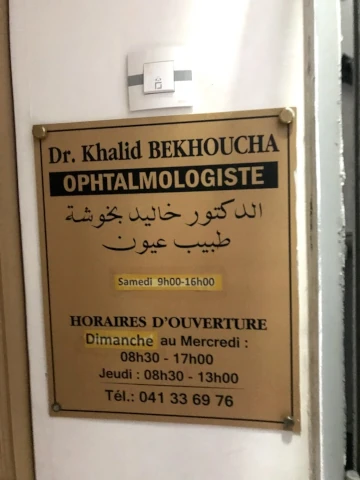 Dr. Khalid BEKHOUCHA
OPHTALMOLOGISTE
الدكتور خاليد بخوشة
طبيب عيون
Samedi 9h00-16h00
HORAIRES D'OUVERTURE
Dimanche au Mercredi :
08h30 - 17h00
Jeudi : 08h30 - 13h00
Tél.: 041 33 69 76